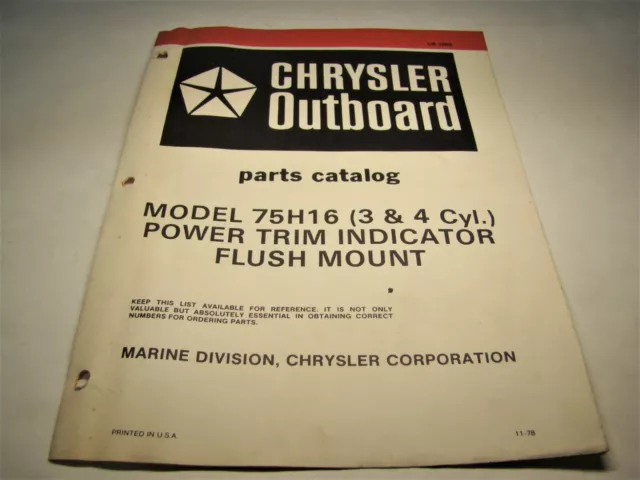 CHRYSLER
Outboard
parts catalog
MODEL 75H16 (3 & 4 Cyl.)
POWER TRIM INDICATOR
FLUSH MOUNT
KEEP THIS LIST AVAILABLE FOR REFERENCE. IT IS NOT ONLY
VALUABLE BUT ABSOLUTELY ESSENTIAL IN OBTAINING CORRECT
NUMBERS FOR ORDERING PARTS.
MARINE DIVISION, CHRYSLER CORPORATION
PRINTED IN U.S.A. 11-78